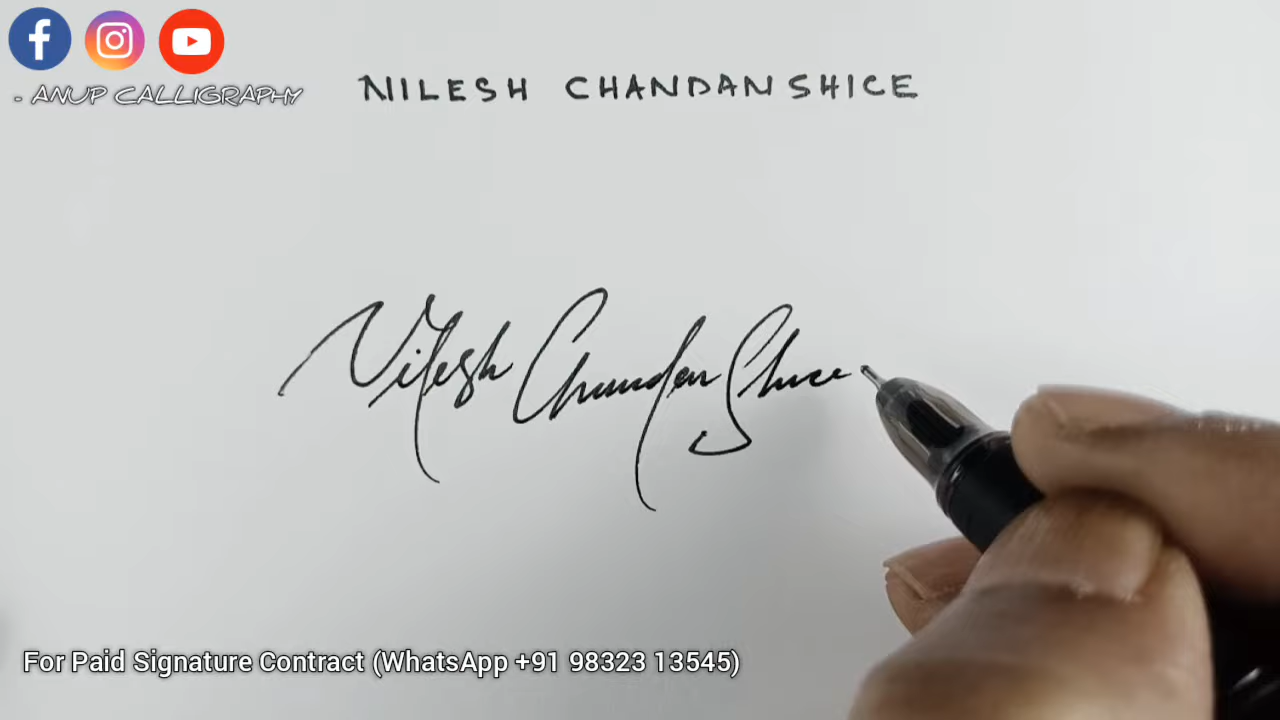 - ANUP CALLIGRAPHY
NILESH CHANDANSHICE
Nilesh Chandan Shice
For Paid Signature Contract (WhatsApp +91 98323 13545)